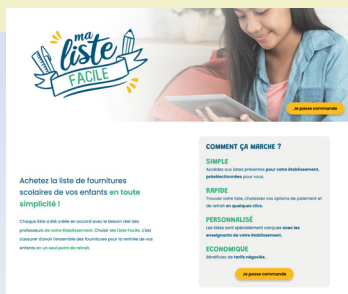 ma
liste
FACILE
Je passe commande
Achetez la liste de fournitures
scolaires de vos enfants en toute
simplicité !
Chaque liste a été créée en accord avec le besoin réel des
professeurs de votre établissement. Choisir Ma Liste Facile, c'est
s'assurer d'avoir l'ensemble des fournitures pour la rentrée de vos
enfants en un seul point de retrait.
COMMENT ÇA MARCHE ?
SIMPLE
Accédez aux listes présentes pour votre établissement,
présélectionnées pour vous.
RAPIDE
Trouvez votre liste, choisissez vos options de paiement et
de retrait en quelques clics.
PERSONNALISÉ
Les listes sont spécialement conçues avec les
enseignants de votre établissement.
ECONOMIQUE
Bénéficiez de tarifs négociés.
Je passe commande